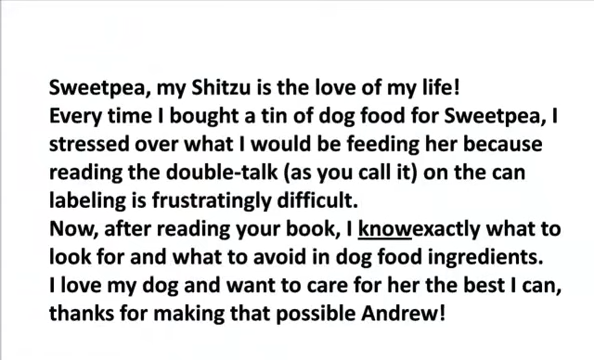 Sweetpea, my Shitzu is the love of my life!
Every time I bought a tin of dog food for Sweetpea, I
stressed over what I would be feeding her because
reading the double-talk (as you call it) on the can
labeling is frustratingly difficult.
Now, after reading your book, I knowexactly what to
look for and what to avoid in dog food ingredients.
I love my dog and want to care for her the best I can,
thanks for making that possible Andrew!